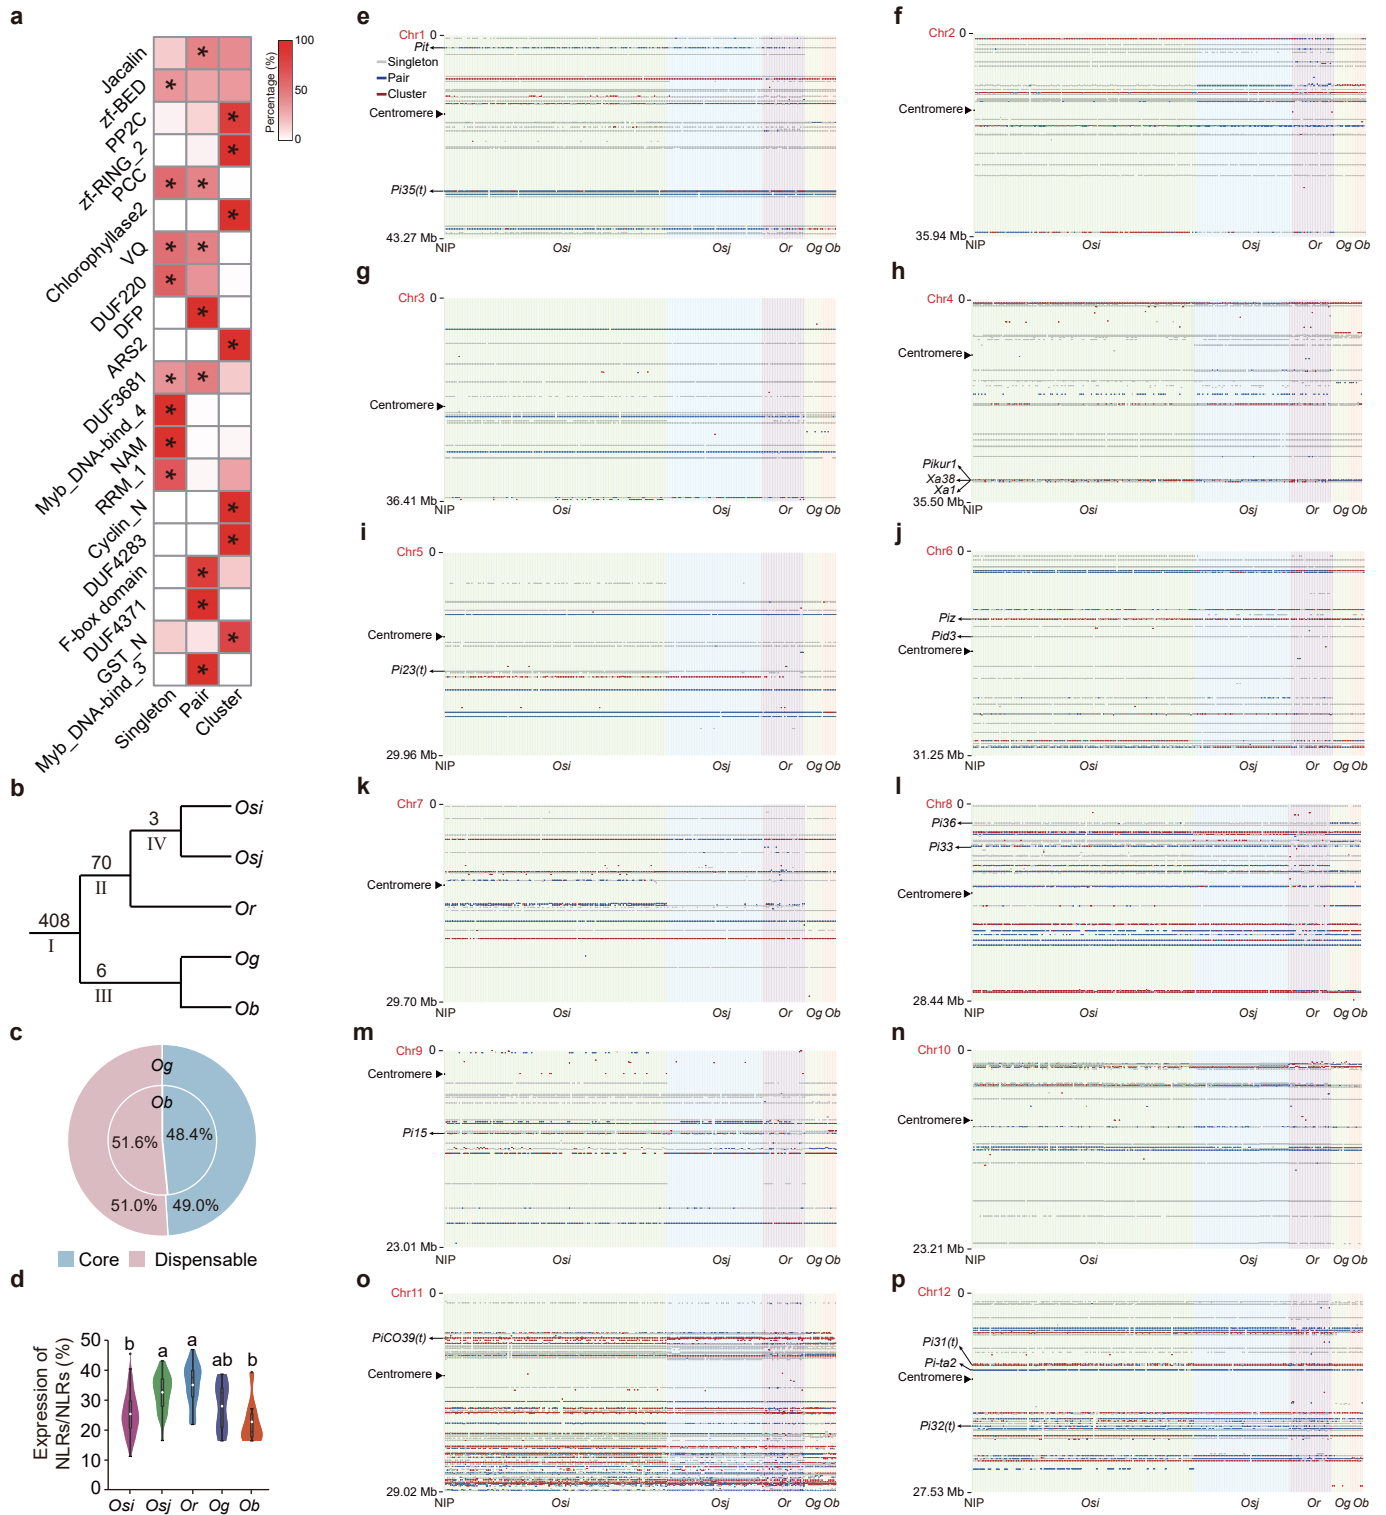 a
Jacalin
zf-BED
PP2C
zf-RING_2
PCC
Chlorophyllase2
VQ
DUF220
DFP
ARS2
DUF3681
Myb_DNA-bind_4
NAM
RRM_1
Cyclin_N
DUF4283
F-box domain
DUF4371
GST_N
Myb_DNA-bind_3
Singleton
Pair
Cluster
100
50
0
Percentage (%)
b
408
I
70
II
3
IV
6
III
Osi
Osj
Or
Og
Ob
c
Og
Ob
51.6%
48.4%
51.0%
49.0%
Core
Dispensable
d
Expression of
NLRs/NLRs (%)
50
40
30
20
10
0
b
a
a
ab
b
Osi
Osj
Or
Og
Ob
e
Chr1
0
Pit
Singleton
Pair
Cluster
Centromere
Pi35(t)
43.27 Mb
NIP
Osi
Osj
Or
Og
Ob
f
Chr2
0
Centromere
35.94 Mb
NIP
Osi
Osj
Or
Og
Ob
g
Chr3
0
Centromere
36.41 Mb
NIP
Osi
Osj
Or
Og
Ob
h
Chr4
0
Centromere
Pikur1
Xa38
Xa1
35.50 Mb
NIP
Osi
Osj
Or
Og
Ob
i
Chr5
0
Centromere
Pi23(t)
29.96 Mb
NIP
Osi
Osj
Or
Og
Ob
j
Chr6
0
Piz
Pid3
Centromere
31.25 Mb
NIP
Osi
Osj
Or
Og
Ob
k
Chr7
0
Centromere
29.70 Mb
NIP
Osi
Osj
Or
Og
Ob
l
Chr8
0
Pi36
Pi33
Centromere
28.44 Mb
NIP
Osi
Osj
Or
Og
Ob
m
Chr9
0
Centromere
Pi15
23.01 Mb
NIP
Osi
Osj
Or
Og
Ob
n
Chr10
0
Centromere
23.21 Mb
NIP
Osi
Osj
Or
Og
Ob
o
Chr11
0
PiCO39(t)
Centromere
29.02 Mb
NIP
Osi
Osj
Or
Og
Ob
p
Chr12
0
Pi31(t)
Pi-ta2
Centromere
Pi32(t)
27.53 Mb
NIP
Osi
Osj
Or
Og
Ob